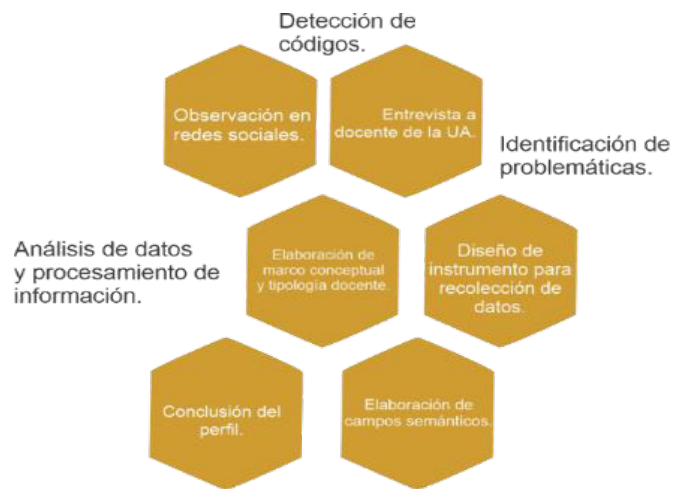 Detección de
códigos.
Observación en
redes sociales.
Entrevista a
docente de la UA.
Identificación de
problemáticas.
Análisis de datos
y procesamiento de
información.
Elaboración de
marco conceptual
y tipología docente.
Diseño de
instrumento para
recolección de
datos.
Conclusión del
perfil.
Elaboración de
campos semánticos.